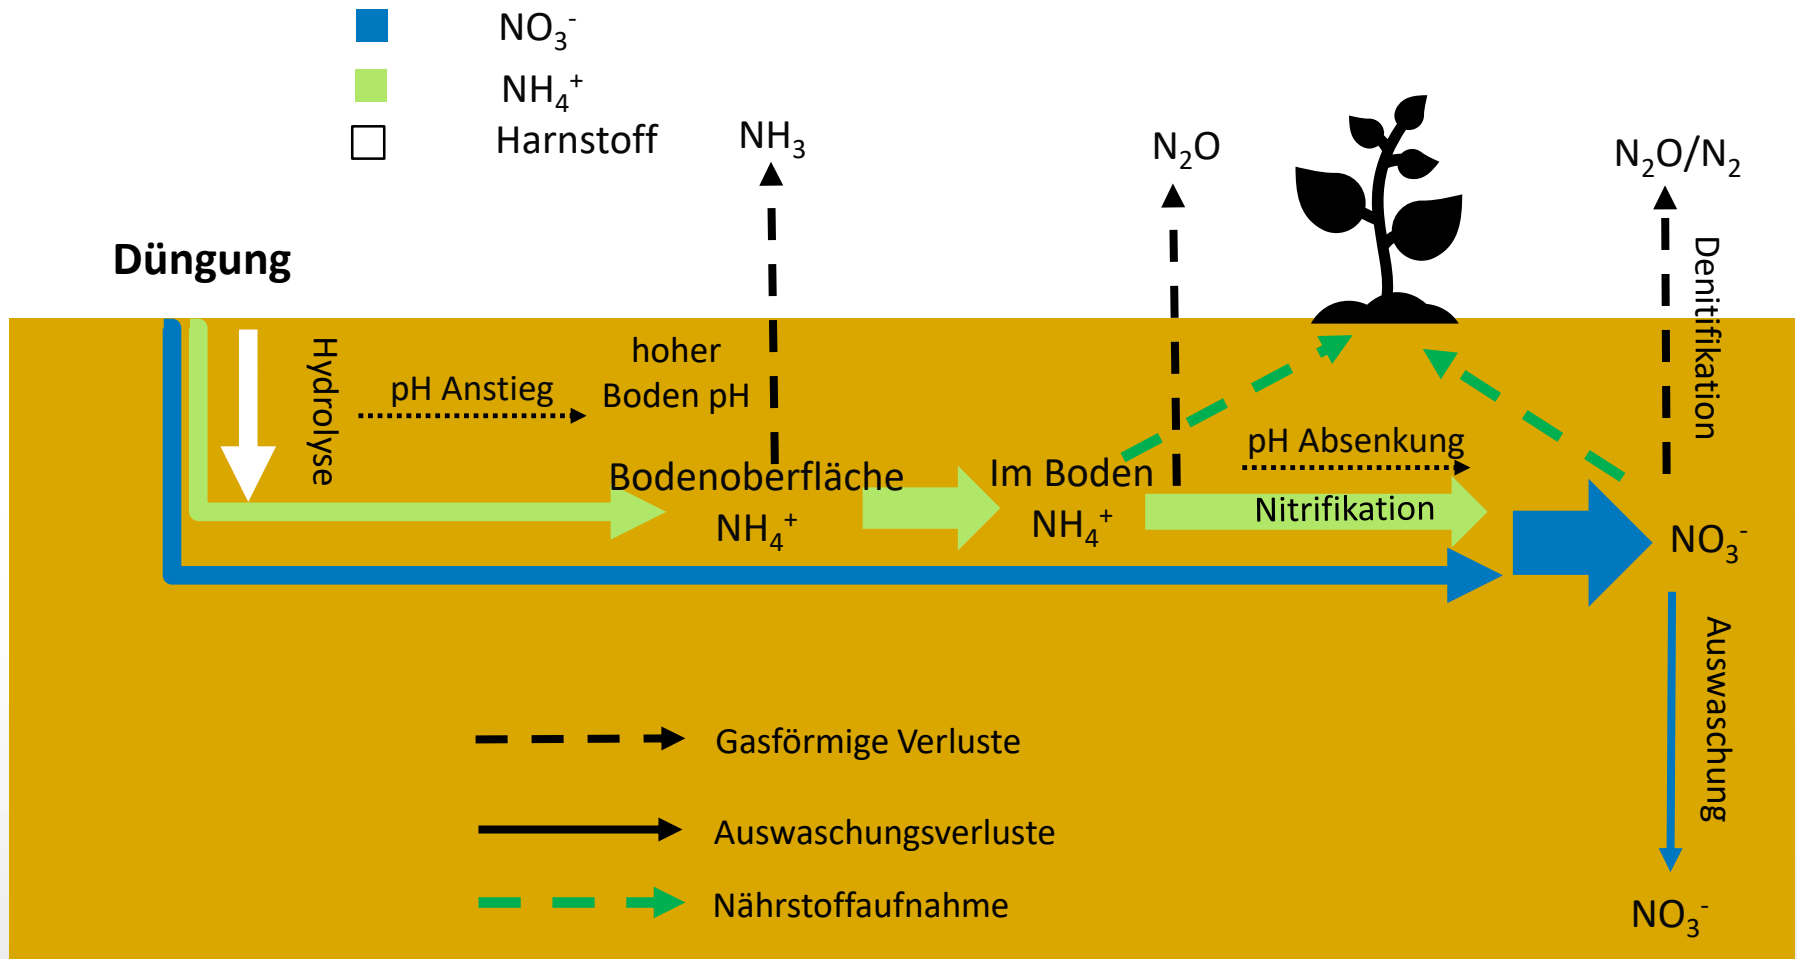 NO₃⁻
NH₄⁺
Harnstoff
NH₃
N₂O
N₂O/N₂
Düngung
Hydrolyse
pH Anstieg
hoher
Boden pH
Denitifikation
pH Absenkung
Bodenoberfläche
NH₄⁺
Im Boden
NH₄⁺
Nitrifikation
NO₃⁻
Auswaschung
Gasförmige Verluste
Auswaschungsverluste
Nährstoffaufnahme
NO₃⁻